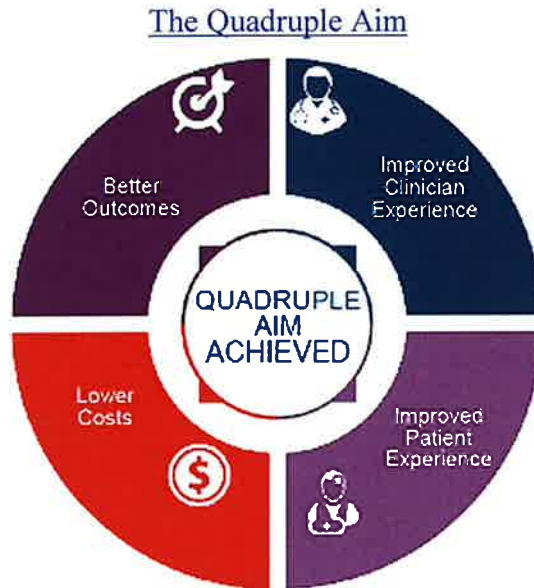 The Quadruple Aim
Better
Outcomes
Improved
Clinician
Experience
QUADRUPLE
AIM
ACHIEVED
Lower
Costs
$
Improved
Patient
Experience